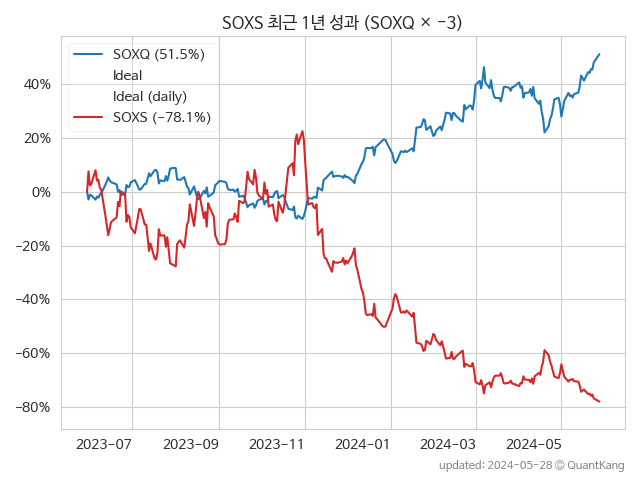 SOXS 최근 1년 성과 (SOXQ × −3)
SOXQ (51.5%)
Ideal
Ideal (daily)
SOXS (−78.1%)
40%
20%
0%
−20%
−40%
−60%
−80%
2023-07 2023-09 2023-11 2024-01 2024-03 2024-05
updated: 2024-05-28 © QuantKang